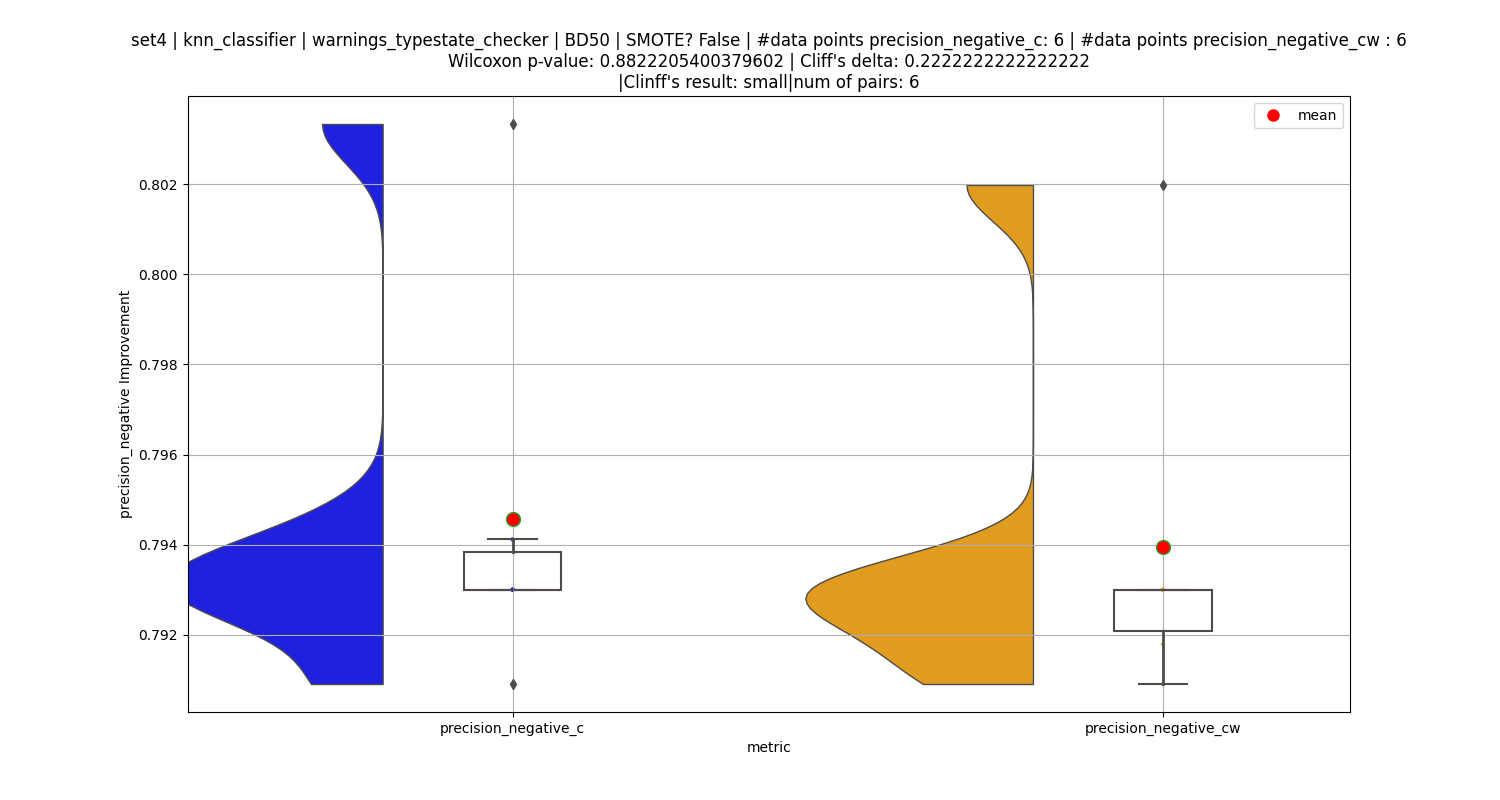 set4 | knn_classifier | warnings_typestate_checker | BD50 | SMOTE? False | #data points precision_negative_c: 6 | #data points precision_negative_cw : 6
Wilcoxon p-value: 0.8822205400379602 | Cliff's delta: 0.2222222222222222
|Clinff's result: small|num of pairs: 6
mean
0.802
0.800
0.798
0.796
0.794
0.792
precision_negative Improvement
precision_negative_c
precision_negative_cw
metric